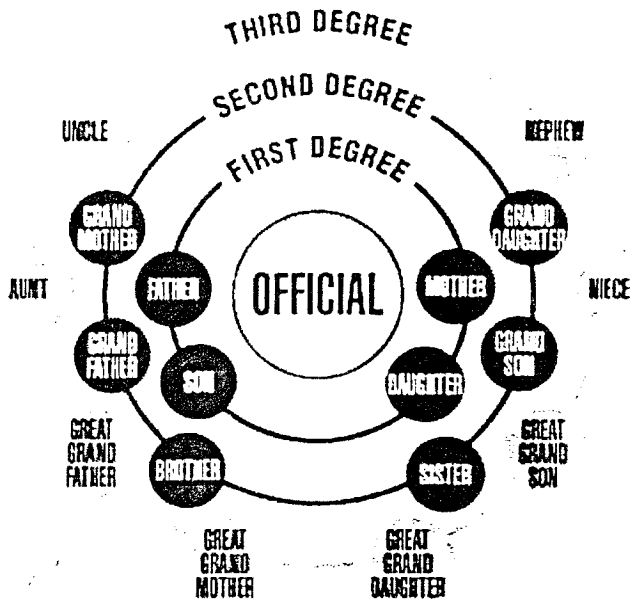 THIRD DEGREE
SECOND DEGREE
FIRST DEGREE
UNCLE
NEPHEW
GRAND
MOTHER
GRAND
DAUGHTER
FATHER
OFFICIAL
MOTHER
AUNT
NIECE
GRAND
FATHER
GRAND
SON
SON
DAUGHTER
GREAT
GRAND
FATHER
BROTHER
SISTER
GREAT
GRAND
SON
GREAT
GRAND
MOTHER
GREAT
GRAND
DAUGHTER